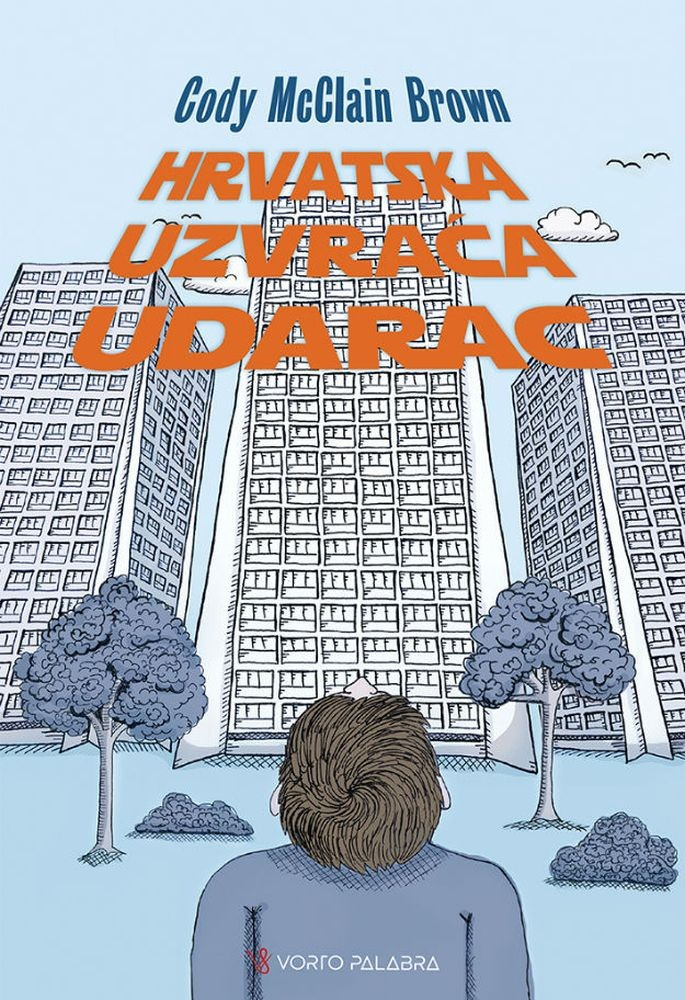 Cody McClain Brown
HRVATSKA
UZVRAĆA
UDARAC
VORTO PALABRA